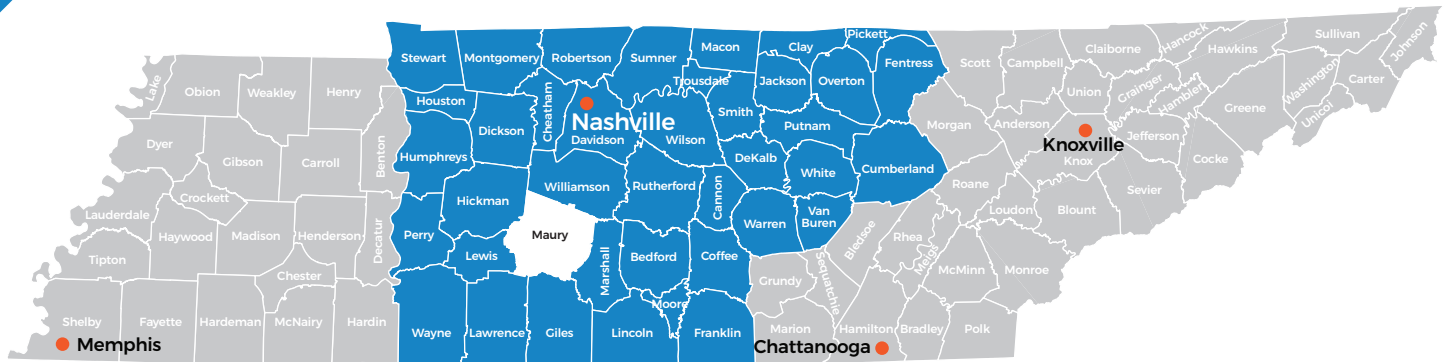 Lake
Obion
Weakley
Henry
Stewart
Montgomery
Robertson
Sumner
Macon
Clay
Pickett
Fentress
Scott
Campbell
Claiborne
Hancock
Hawkins
Sullivan
Johnson
Houston
Dickson
Cheatham
Trousdale
Jackson
Overton
Union
Grainger
Hamblen
Greene
Washington
Unicoi
Carter
Dyer
Gibson
Carroll
Benton
Humphreys
Nashville
Davidson
Wilson
Smith
Putnam
DeKalb
White
Cumberland
Morgan
Anderson
Knoxville
Knox
Jefferson
Cocke
Lauderdale
Crockett
Haywood
Madison
Henderson
Decatur
Perry
Hickman
Williamson
Rutherford
Cannon
Warren
Van
Buren
Roane
Loudon
Blount
Sevier
Tipton
Chester
Lewis
Maury
Marshall
Bedford
Coffee
Grundy
Sequatchie
Bledsoe
Rhea
Meigs
McMinn
Monroe
Shelby
Fayette
Hardeman
McNairy
Hardin
Wayne
Lawrence
Giles
Lincoln
Moore
Franklin
Marion
Hamilton
Bradley
Polk
Memphis
Chattanooga